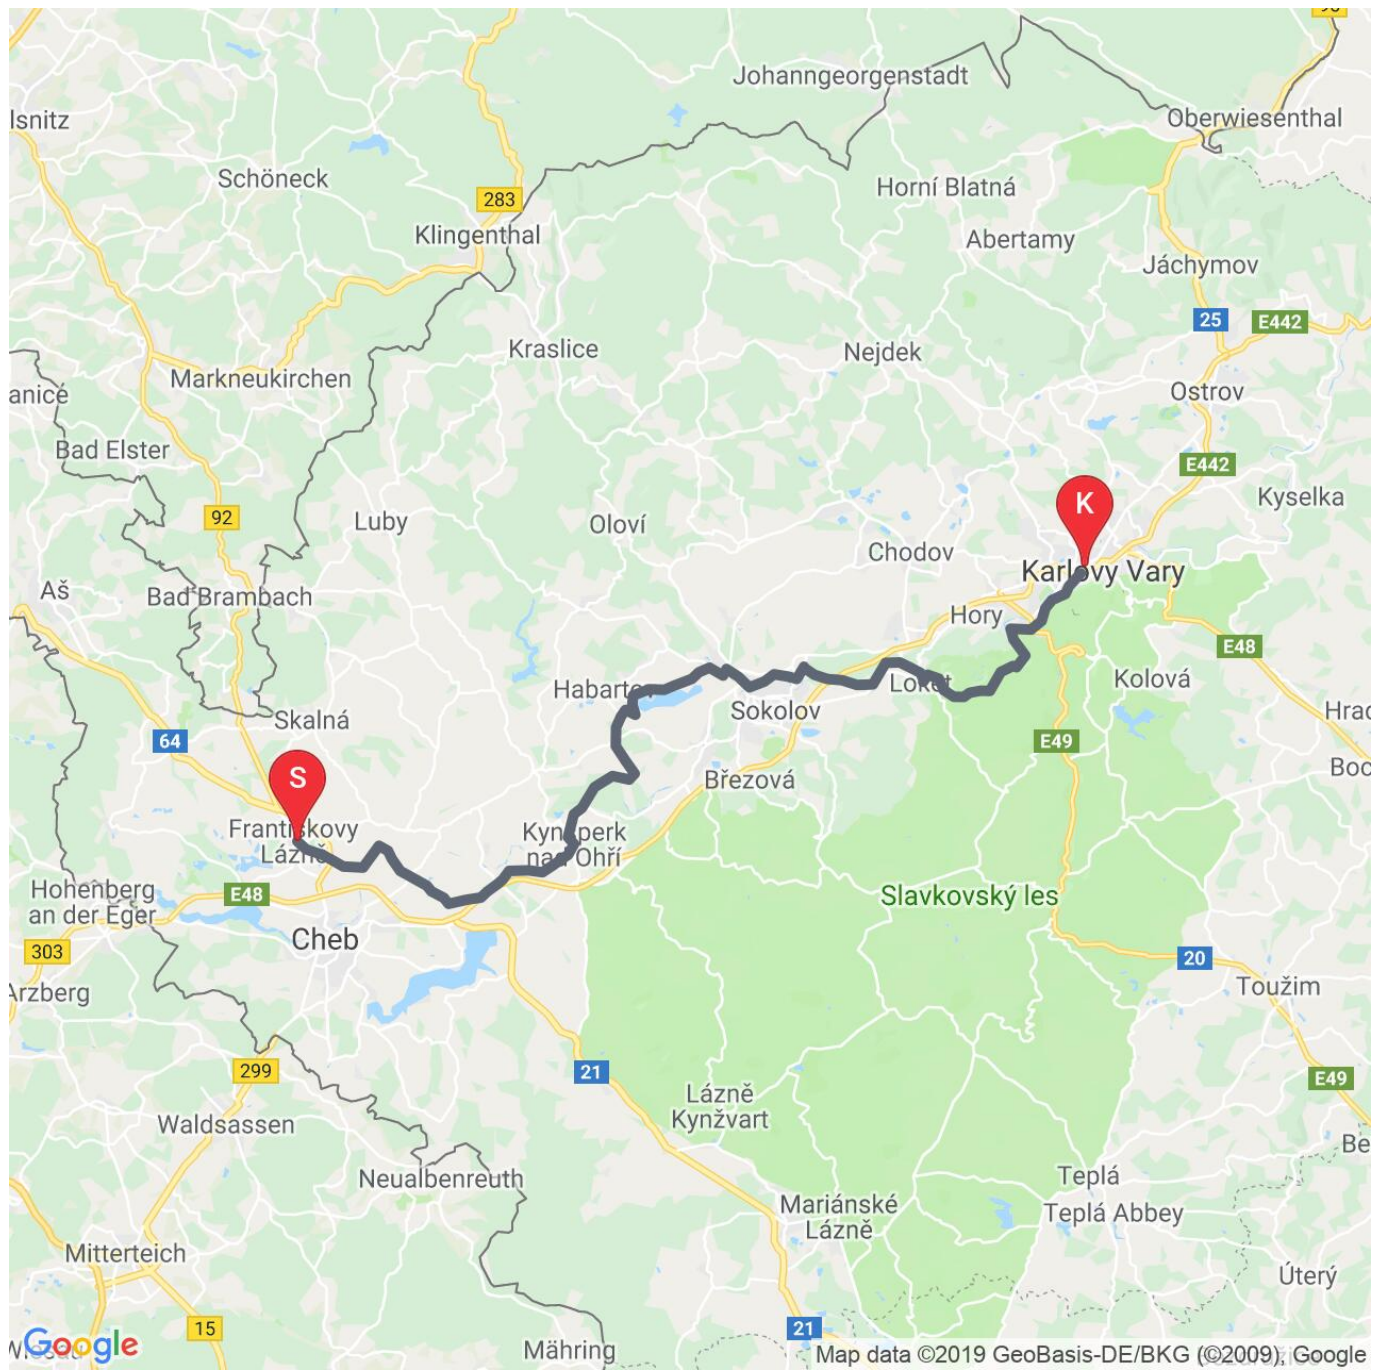 Johanngeorgenstadt
Oberwiesenthal
lsnitz
Schöneck
Horní Blatná
283
Klingenthal
Abertamy
Jáchymov
25
E442
Kraslice
Nejdek
Markneukirchen
Ostrov
anice
Bad Elster
E442
K
Kyselka
92
Luby
Oloví
Chodov
Karlovy Vary
Aš
Bad Brambach
Hory
E48
Kolová
Habartov
Loket
Skalná
Sokolov
Hrad
64
E49
S
Březová
Boc
Františkovy
Lázně
Kynšperk
nad Ohří
Hohenberg
an der Eger
E48
Slavkovský les
Cheb
303
20
Arzberg
Toužim
299
21
E49
Lázně
Kynžvart
Waldsassen
Be
Neualbenreuth
Teplá
Mariánské
Lázně
Teplá Abbey
Mitterteich
Úterý
15
21
Google
Mähring
Map data ©2019 GeoBasis-DE/BKG (©2009), Google